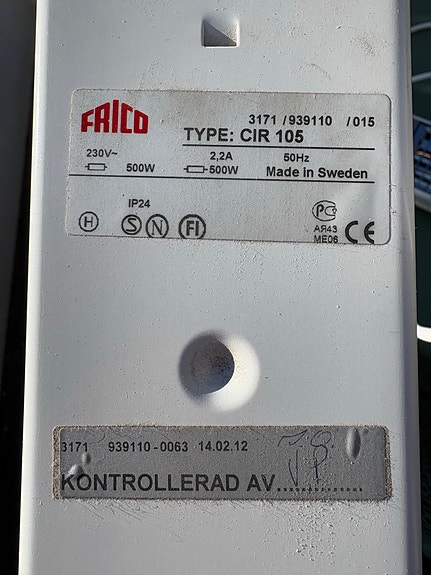 FRICO
3171 /939110 /015
TYPE: CIR 105
230V~ 2,2A 50Hz
500W 500W Made in Sweden
IP24
H S N FI PC
АЯ43
ME06 CE
3171 939110-0063 14.02.12
KONTROLLERAD AV..............